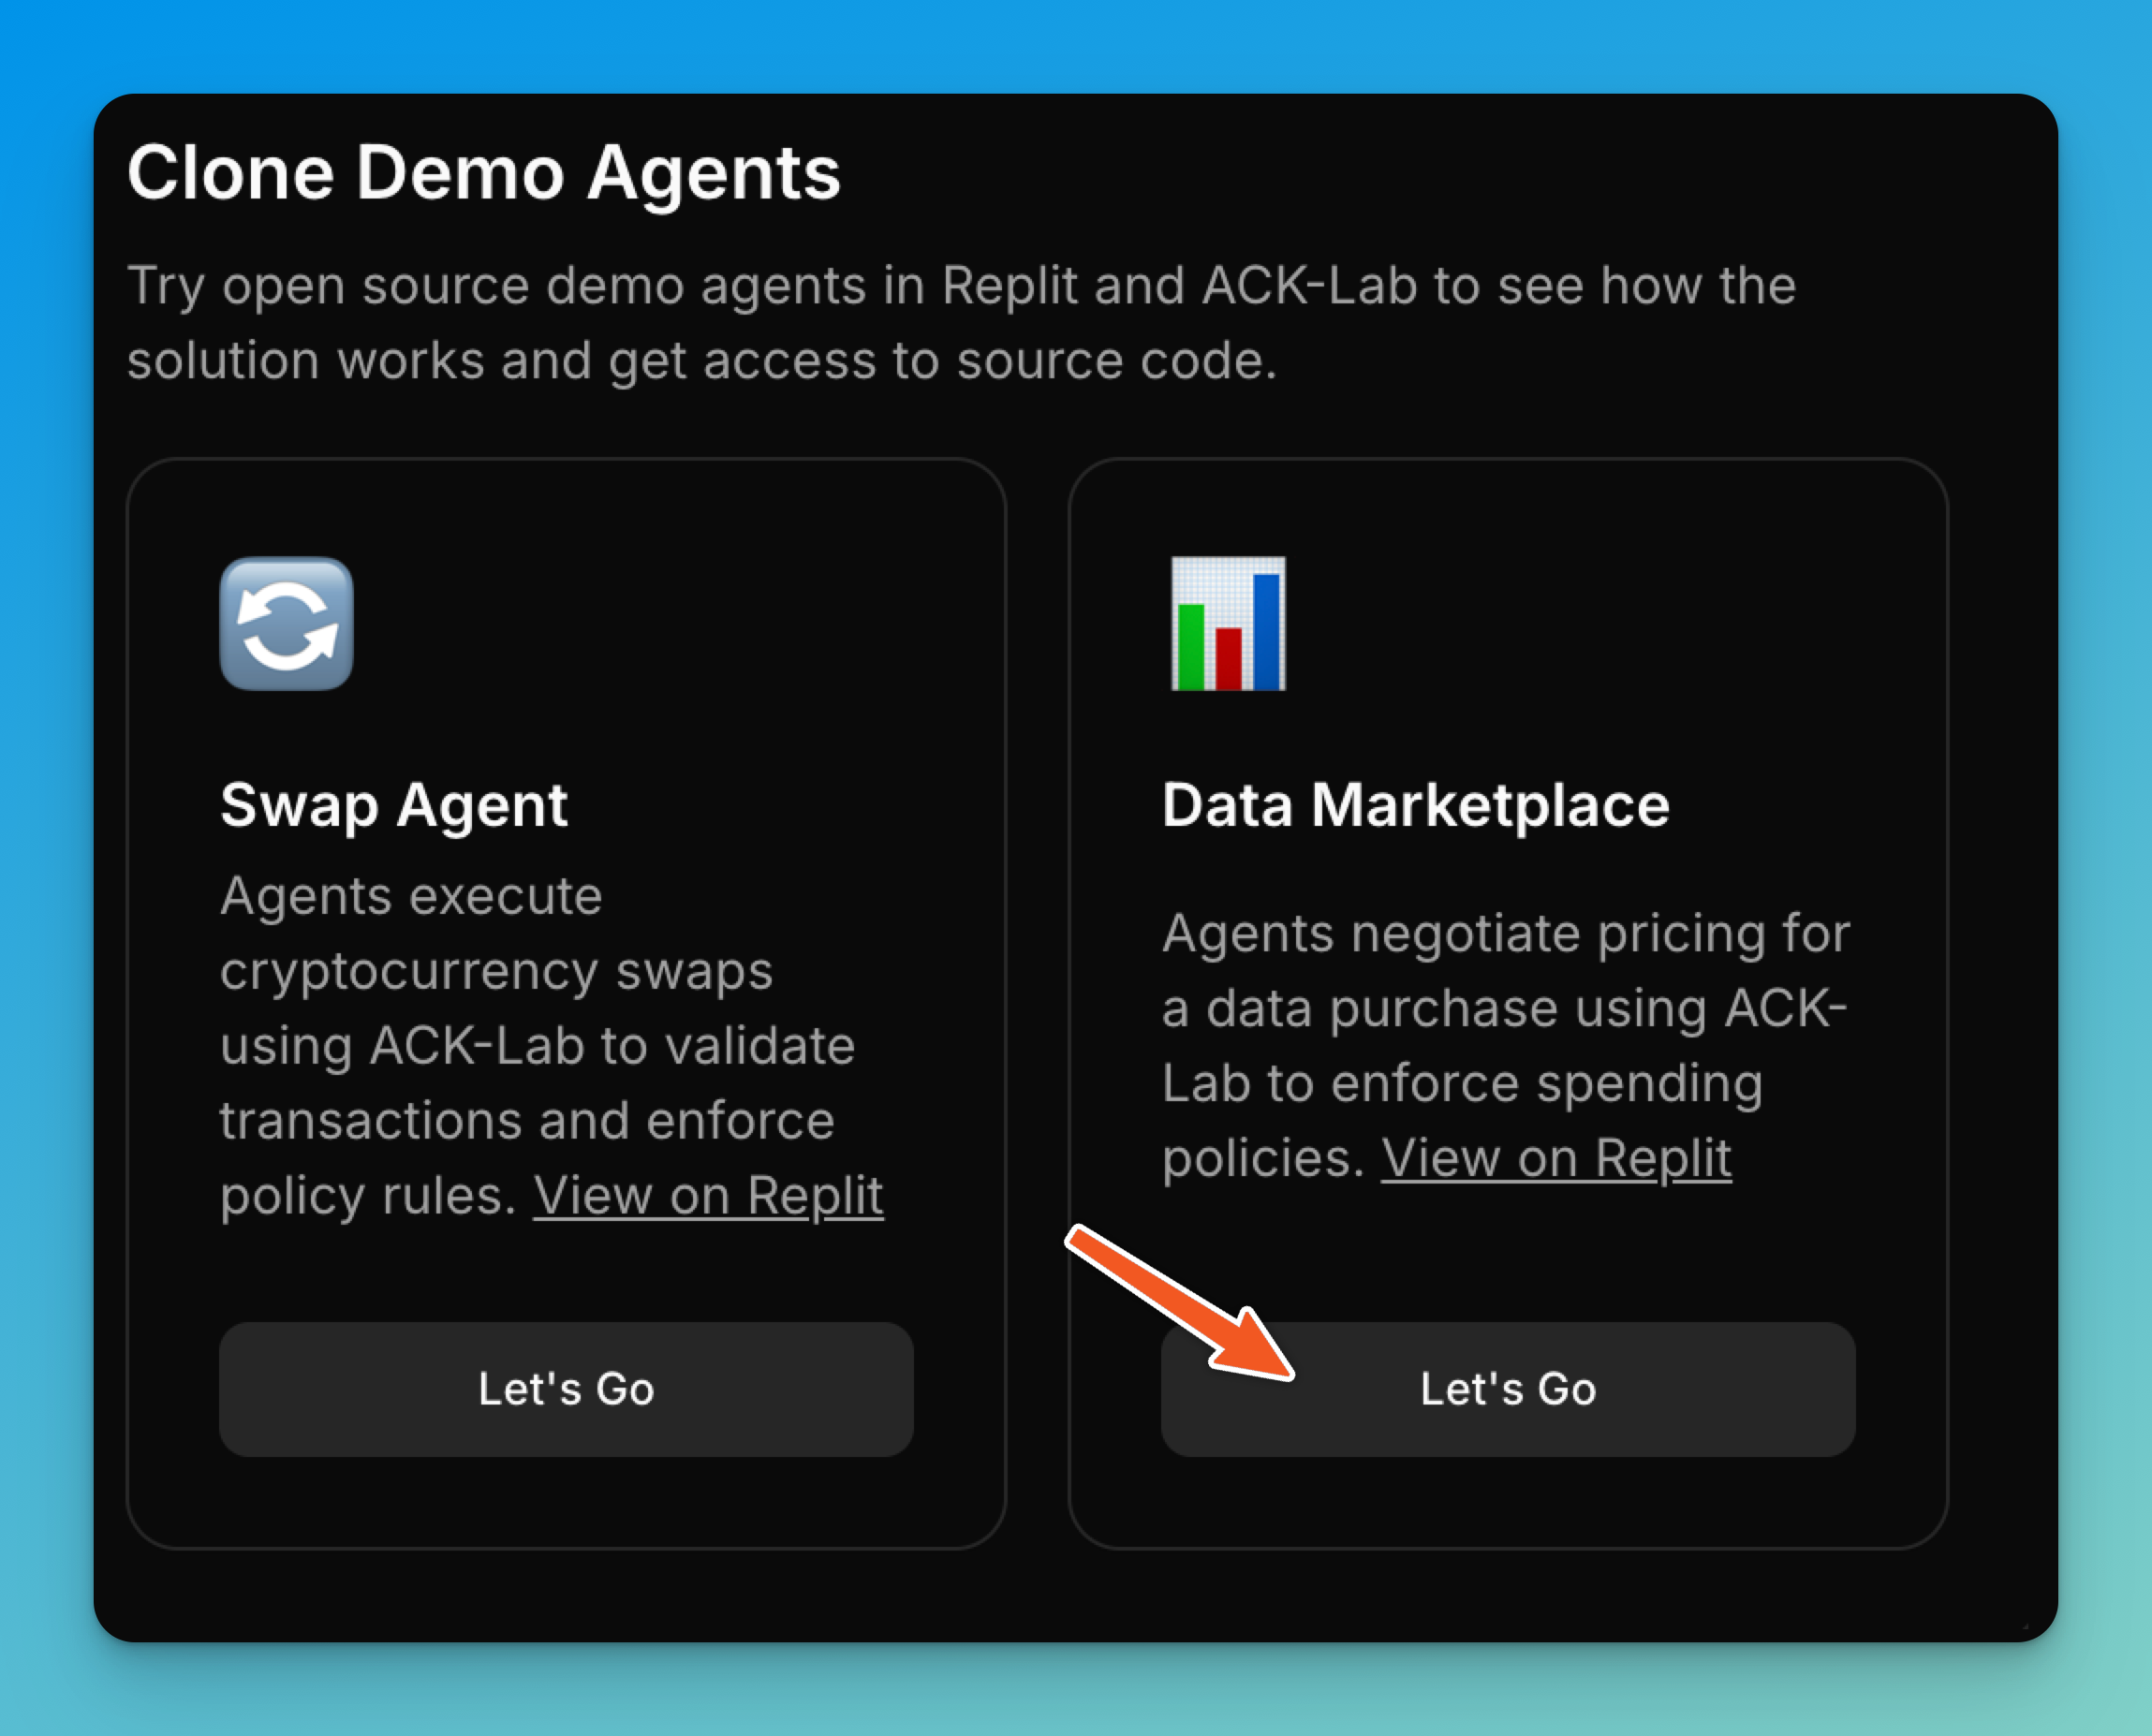 Clone Demo Agents
Try open source demo agents in Replit and ACK-Lab to see how the
solution works and get access to source code.
Swap Agent
Agents execute
cryptocurrency swaps
using ACK-Lab to validate
transactions and enforce
policy rules. View on Replit
Let's Go
Data Marketplace
Agents negotiate pricing for
a data purchase using ACK-
Lab to enforce spending
policies. View on Replit
Let's Go